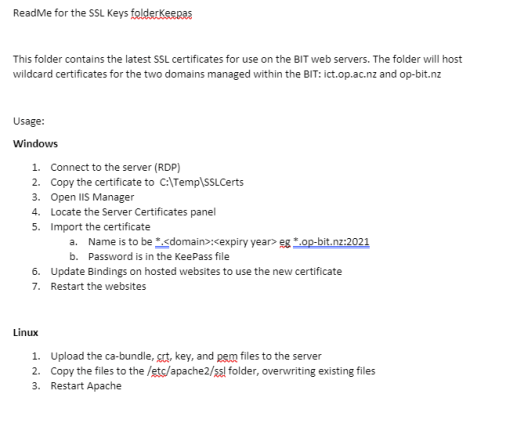 ReadMe for the SSL Keys folderKeepas
This folder contains the latest SSL certificates for use on the BIT web servers. The folder will host
wildcard certificates for the two domains managed within the BIT: ict.op.ac.nz and op-bit.nz
Usage:
Windows
1. Connect to the server (RDP)
2. Copy the certificate to C:\Temp\SSLCerts
3. Open IIS Manager
4. Locate the Server Certificates panel
5. Import the certificate
a. Name is to be *.<domain>:<expiry year> eg *.op-bit.nz:2021
b. Password is in the KeePass file
6. Update Bindings on hosted websites to use the new certificate
7. Restart the websites
Linux
1. Upload the ca-bundle, crt, key, and pem files to the server
2. Copy the files to the /etc/apache2/ssl folder, overwriting existing files
3. Restart Apache